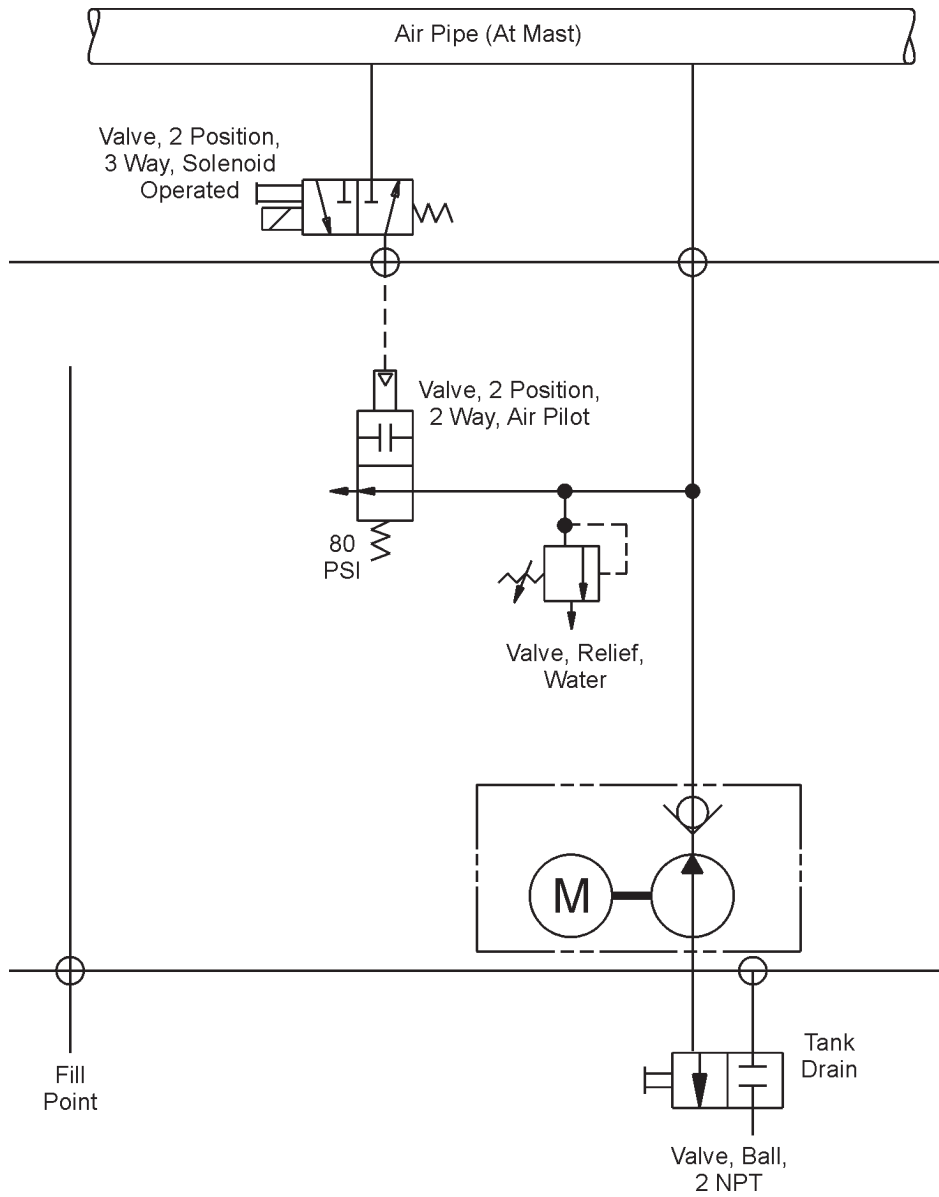 Air Pipe (At Mast)
Valve, 2 Position,
3 Way, Solenoid
Operated
Valve, 2 Position,
2 Way, Air Pilot
80
PSI
Valve, Relief,
Water
M
Tank
Drain
Fill
Point
Valve, Ball,
2 NPT